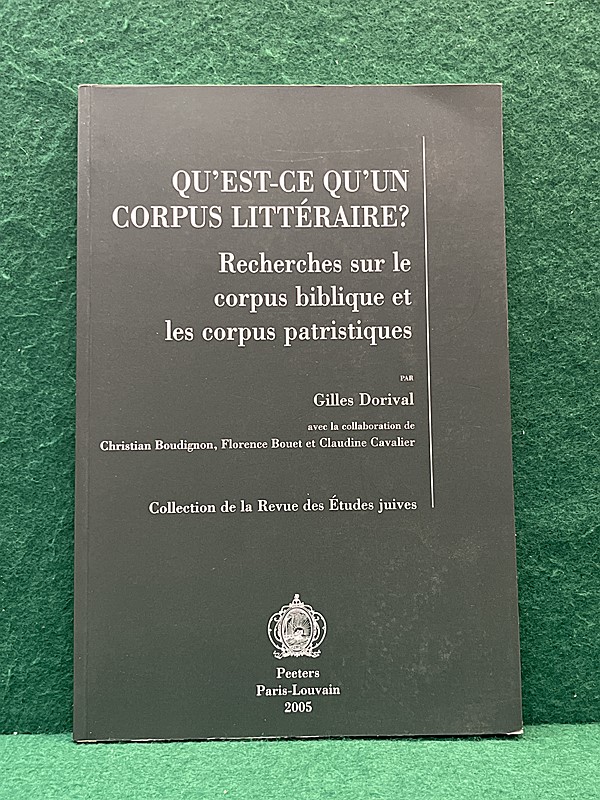 QU'EST-CE QU'UN
CORPUS LITTÉRAIRE?
Recherches sur le
corpus biblique et
les corpus patristiques
PAR
Gilles Dorival
avec la collaboration de
Christian Boudignon, Florence Bouet et Claudine Cavalier
Collection de la Revue des Études juives
Peeters
Paris-Louvain
2005